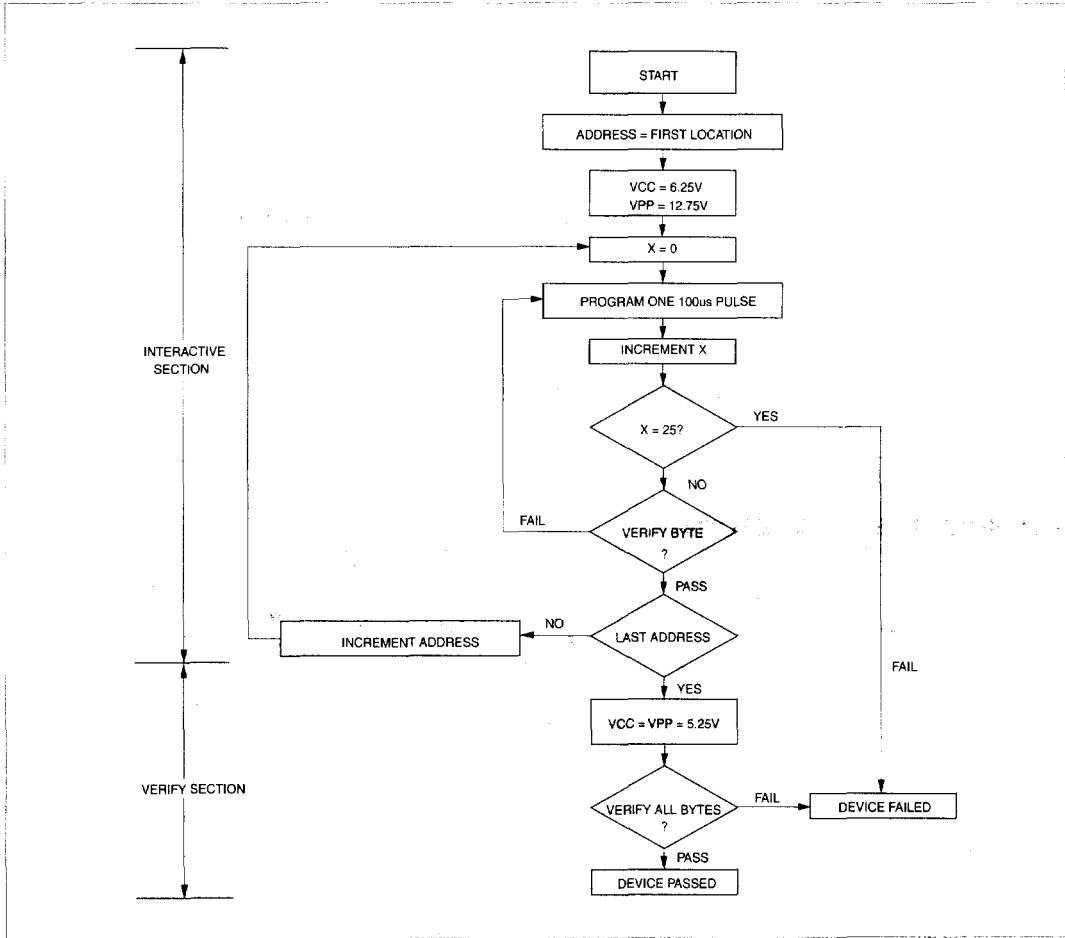 START
ADDRESS = FIRST LOCATION
VCC = 6.25V
VPP = 12.75V
X = 0
PROGRAM ONE 100us PULSE
INTERACTIVE
SECTION
INCREMENT X
X = 25?
YES
NO
FAIL
VERIFY BYTE
?
PASS
NO
INCREMENT ADDRESS
LAST ADDRESS
FAIL
YES
VCC = VPP = 5.25V
VERIFY SECTION
VERIFY ALL BYTES
?
FAIL
DEVICE FAILED
PASS
DEVICE PASSED